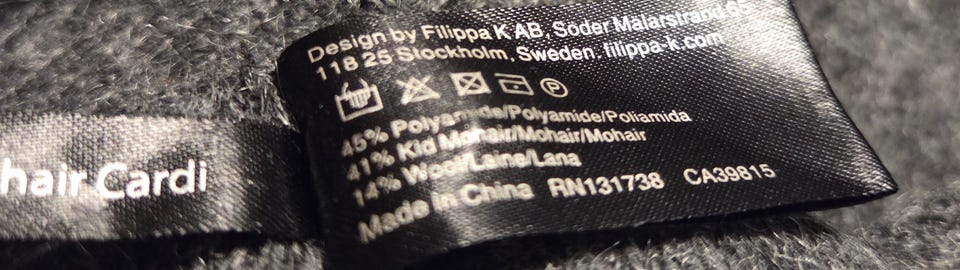 Design by Filippa K AB, Söder Mälarstrand 65
118 25 Stockholm, Sweden. filippa-k.com
P
45% Polyamide/Polyamide/Poliamida
41% Kid Mohair/Mohair/Mohair
14% Wool/Laine/Lana
Made in China RN131738 CA39815
hair Cardi